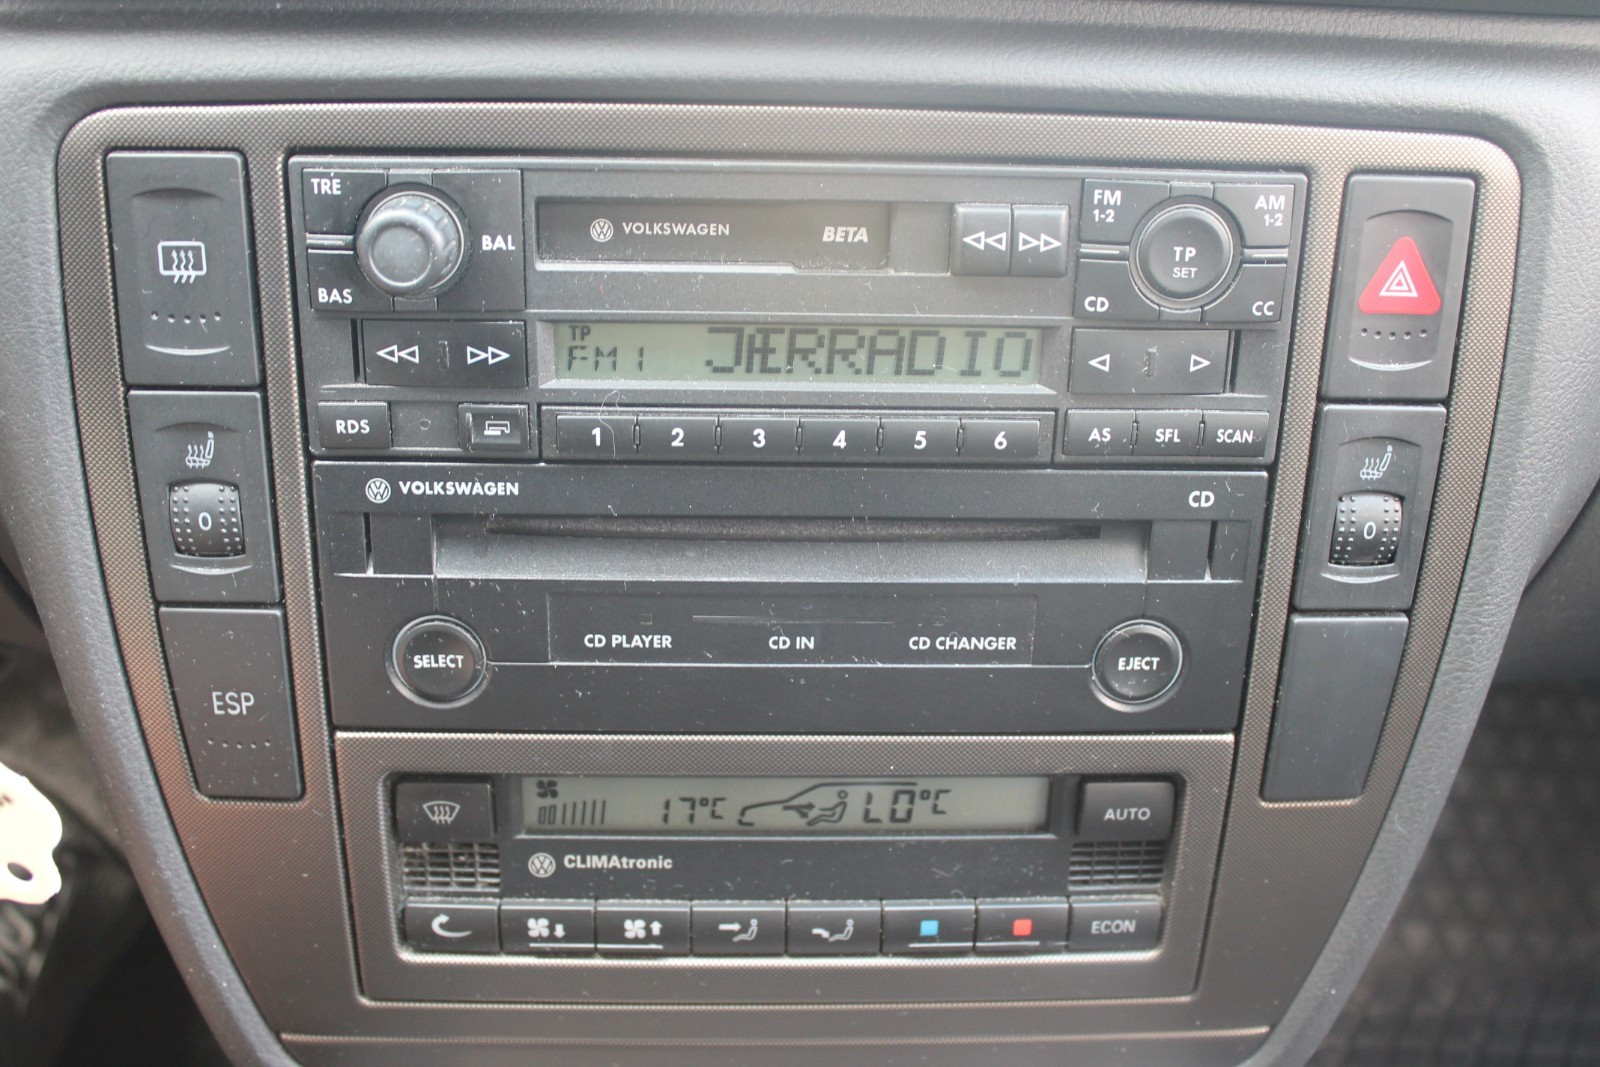 TRE
BAL
BAS
VOLKSWAGEN BETA
FM 1-2
AM 1-2
TP SET
CD
CC
TP
FM1
RDS
1 2 3 4 5 6
AS SFL SCAN
VOLKSWAGEN CD
0
0
CD PLAYER CD IN CD CHANGER
SELECT
EJECT
ESP
17°C LO°C
AUTO
CLIMAtronic
ECON